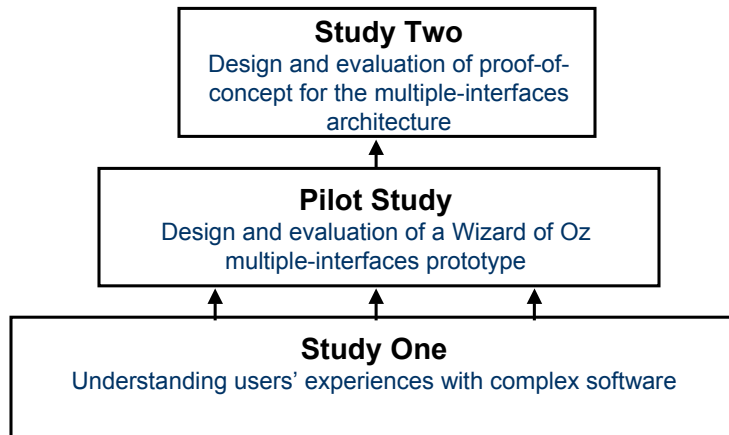 Study Two
Design and evaluation of proof-of-
concept for the multiple-interfaces
architecture
Pilot Study
Design and evaluation of a Wizard of Oz
multiple-interfaces prototype
Study One
Understanding users’ experiences with complex software